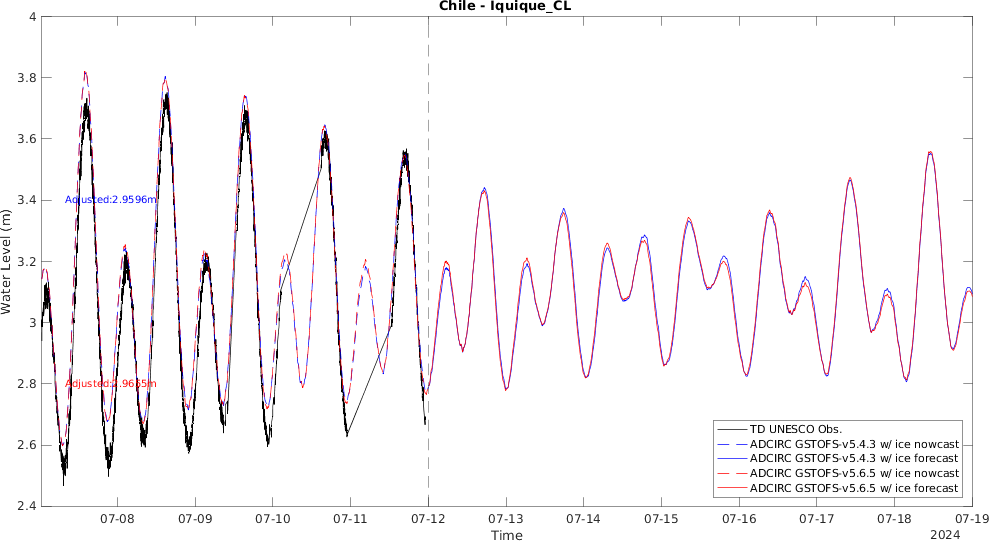 Chile - Iquique_CL
4
3.8
3.6
3.4
3.2
3
2.8
2.6
2.4
Water Level (m)
Adjusted:2.9596m
TD UNESCO Obs.
ADCIRC GSTOFS-v5.4.3 w/ ice nowcast
ADCIRC GSTOFS-v5.4.3 w/ ice forecast
ADCIRC GSTOFS-v5.6.5 w/ ice nowcast
ADCIRC GSTOFS-v5.6.5 w/ ice forecast
07-08 07-09 07-10 07-11 07-12 07-13 07-14 07-15 07-16 07-17 07-18 07-19
Time
2024